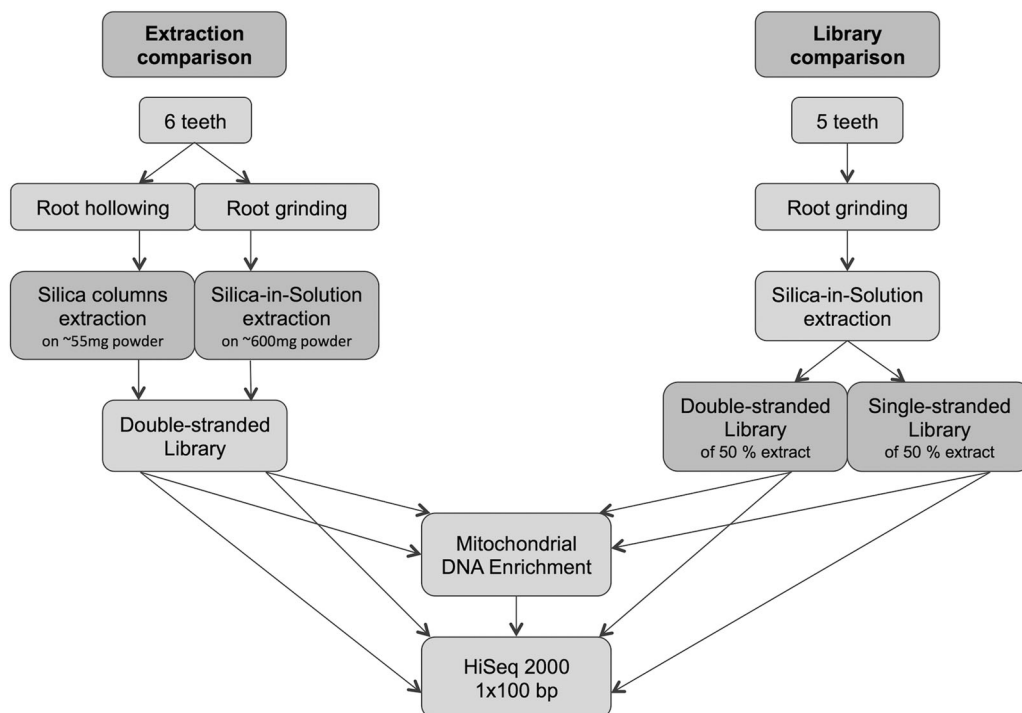 Extraction
comparison
6 teeth
Root hollowing
Root grinding
Silica columns
extraction
on ~55mg powder
Silica-in-Solution
extraction
on ~600mg powder
Double-stranded
Library
Library
comparison
5 teeth
Root grinding
Silica-in-Solution
extraction
Double-stranded
Library
of 50 % extract
Single-stranded
Library
of 50 % extract
Mitochondrial
DNA Enrichment
HiSeq 2000
1x100 bp